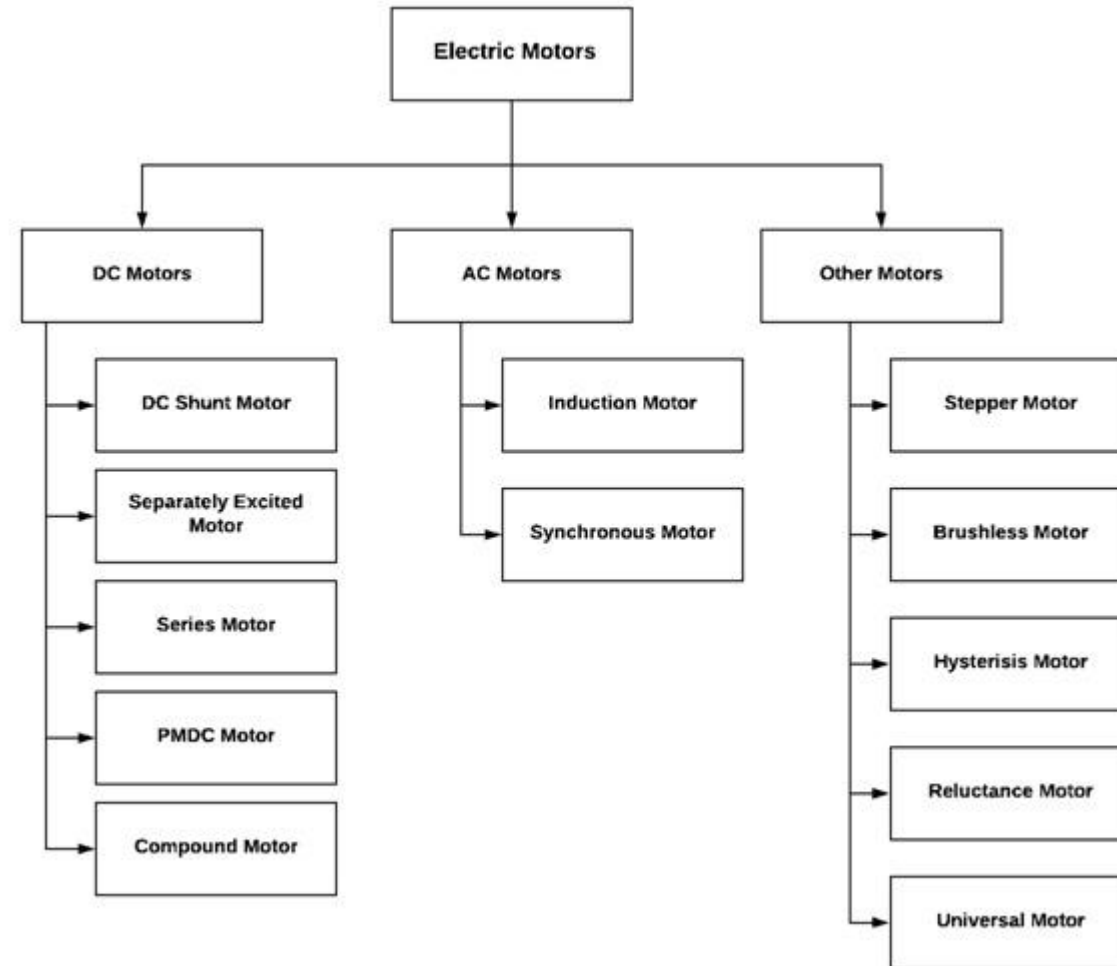 Electric Motors
DC Motors
AC Motors
Other Motors
DC Shunt Motor
Separately Excited
Motor
Series Motor
PMDC Motor
Compound Motor
Induction Motor
Synchronous Motor
Stepper Motor
Brushless Motor
Hysterisis Motor
Reluctance Motor
Universal Motor